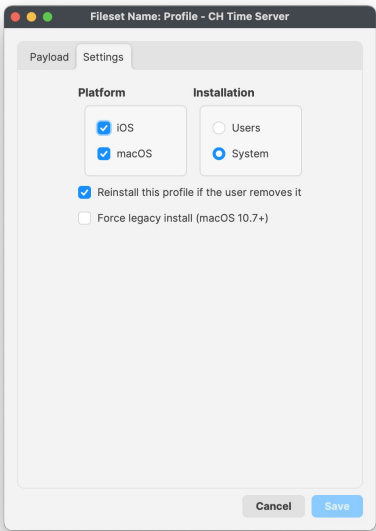 Fileset Name: Profile - CH Time Server
Payload Settings
Platform Installation
iOS Users
macOS System
Reinstall this profile if the user removes it
Force legacy install (macOS 10.7+)
Cancel Save